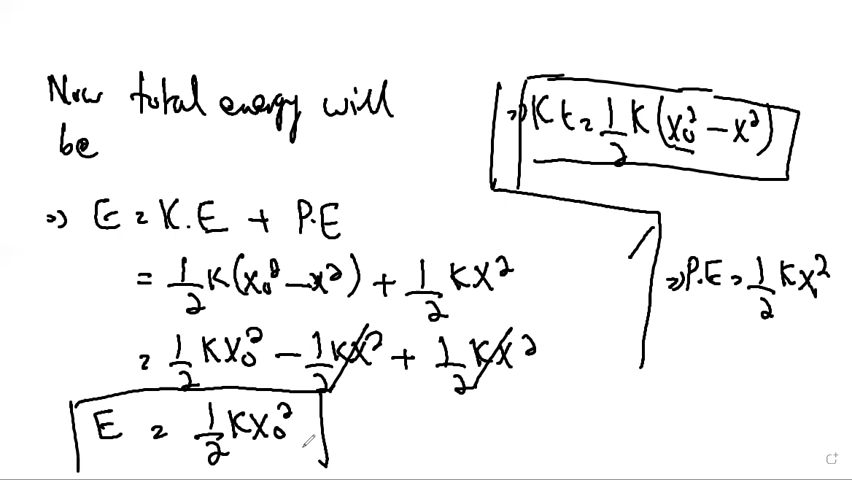 Now total energy will
be
⇒ E = K.E + P.E
= 1/2 K(x₀² - x²) + 1/2 Kx²
= 1/2 Kx₀² - 1/2 Kx² + 1/2 Kx²
E = 1/2 Kx₀²
⇒ K E = 1/2 K(x₀² - x²)
⇒ P.E = 1/2 Kx²